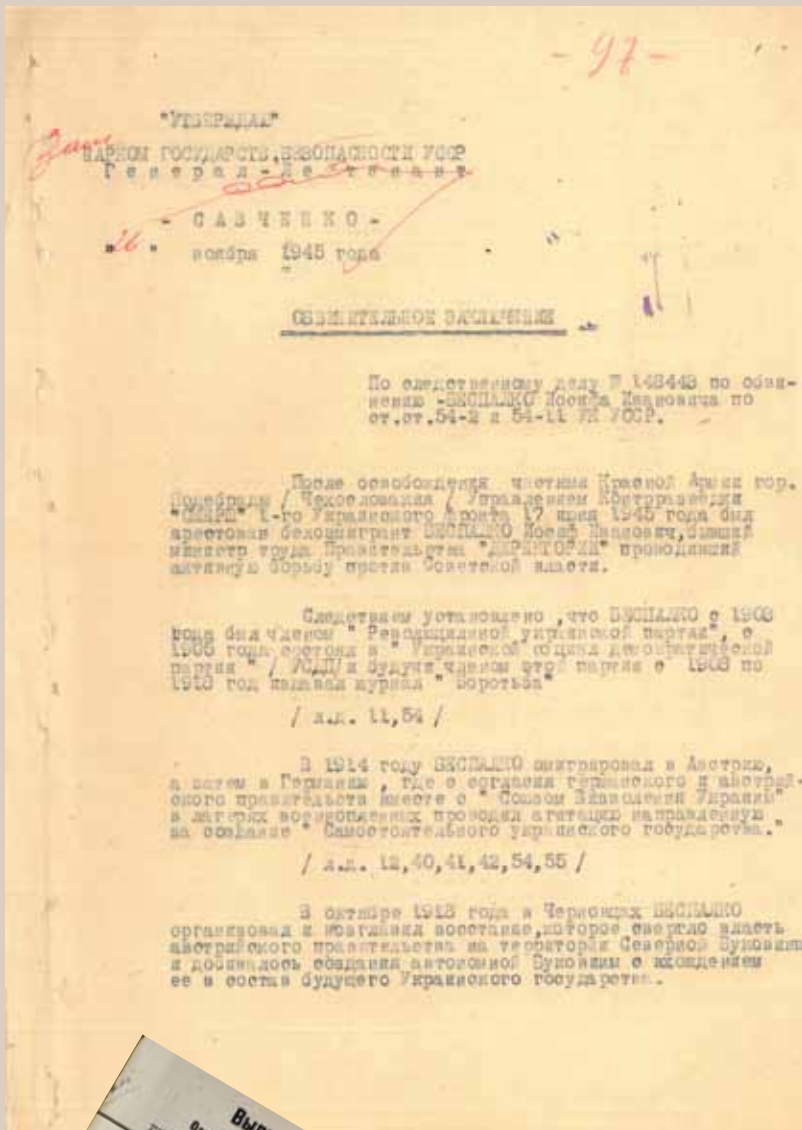 - 97 -
"УТВЕРЖДАЮ"
Зам
НАРКОМ ГОСУДАРСТВ.БЕЗОПАСНОСТИ УССР
Генерал-Лейтенант
- САВЧЕНКО -
"26" ноября 1945 года
ОБВИНИТЕЛЬНОЕ ЗАКЛЮЧЕНИЕ
По следственному делу № 148443 по обви-
нению -БЕСПАЛКО Иосифа Ивановича по
ст.ст.54-2 и 54-11 УК УССР.
После освобождения частями Красной Армии гор.
Подебрады / Чехословакия / Управлением Контрразведки
"СМЕРШ" 1-го Украинского фронта 17 июня 1945 года был
арестован белоэмигрант БЕСПАЛКО Иосиф Иванович,бывший
министр труда Правительства "ДИРЕКТОРИИ" проводивший
активную борьбу против Советской власти.
Следствием установлено ,что БЕСПАЛКО с 1903
года был членом " украинской партии", с
1905 года состоял в " Украинской социал демократической
партии " / УСДП/и будучи членом этой партии с 1908 по
1913 год издавал журнал " Боротьба"
/ л.д. 11,54 /
В 1914 году БЕСПАЛКО эмигрировал в Австрию,
а затем в Германию , где с согласия германского и австрий-
ского правительств вместе с " Союзом Вызволения Украины"
в лагерях военнопленных проводил агитацию направленную
на создание " Самостоятельного украинского государства."
/ л.д. 12,40,41,42,54,55 /
В октябре 1918 года в Черновцах БЕСПАЛКО
организовал и возглавил восстание,которое свергло власть
австрийского правительства на территории Северной Буковины
и добивалось создания автономной Буковины с вхождением
ее в состав будущего Украинского государства.